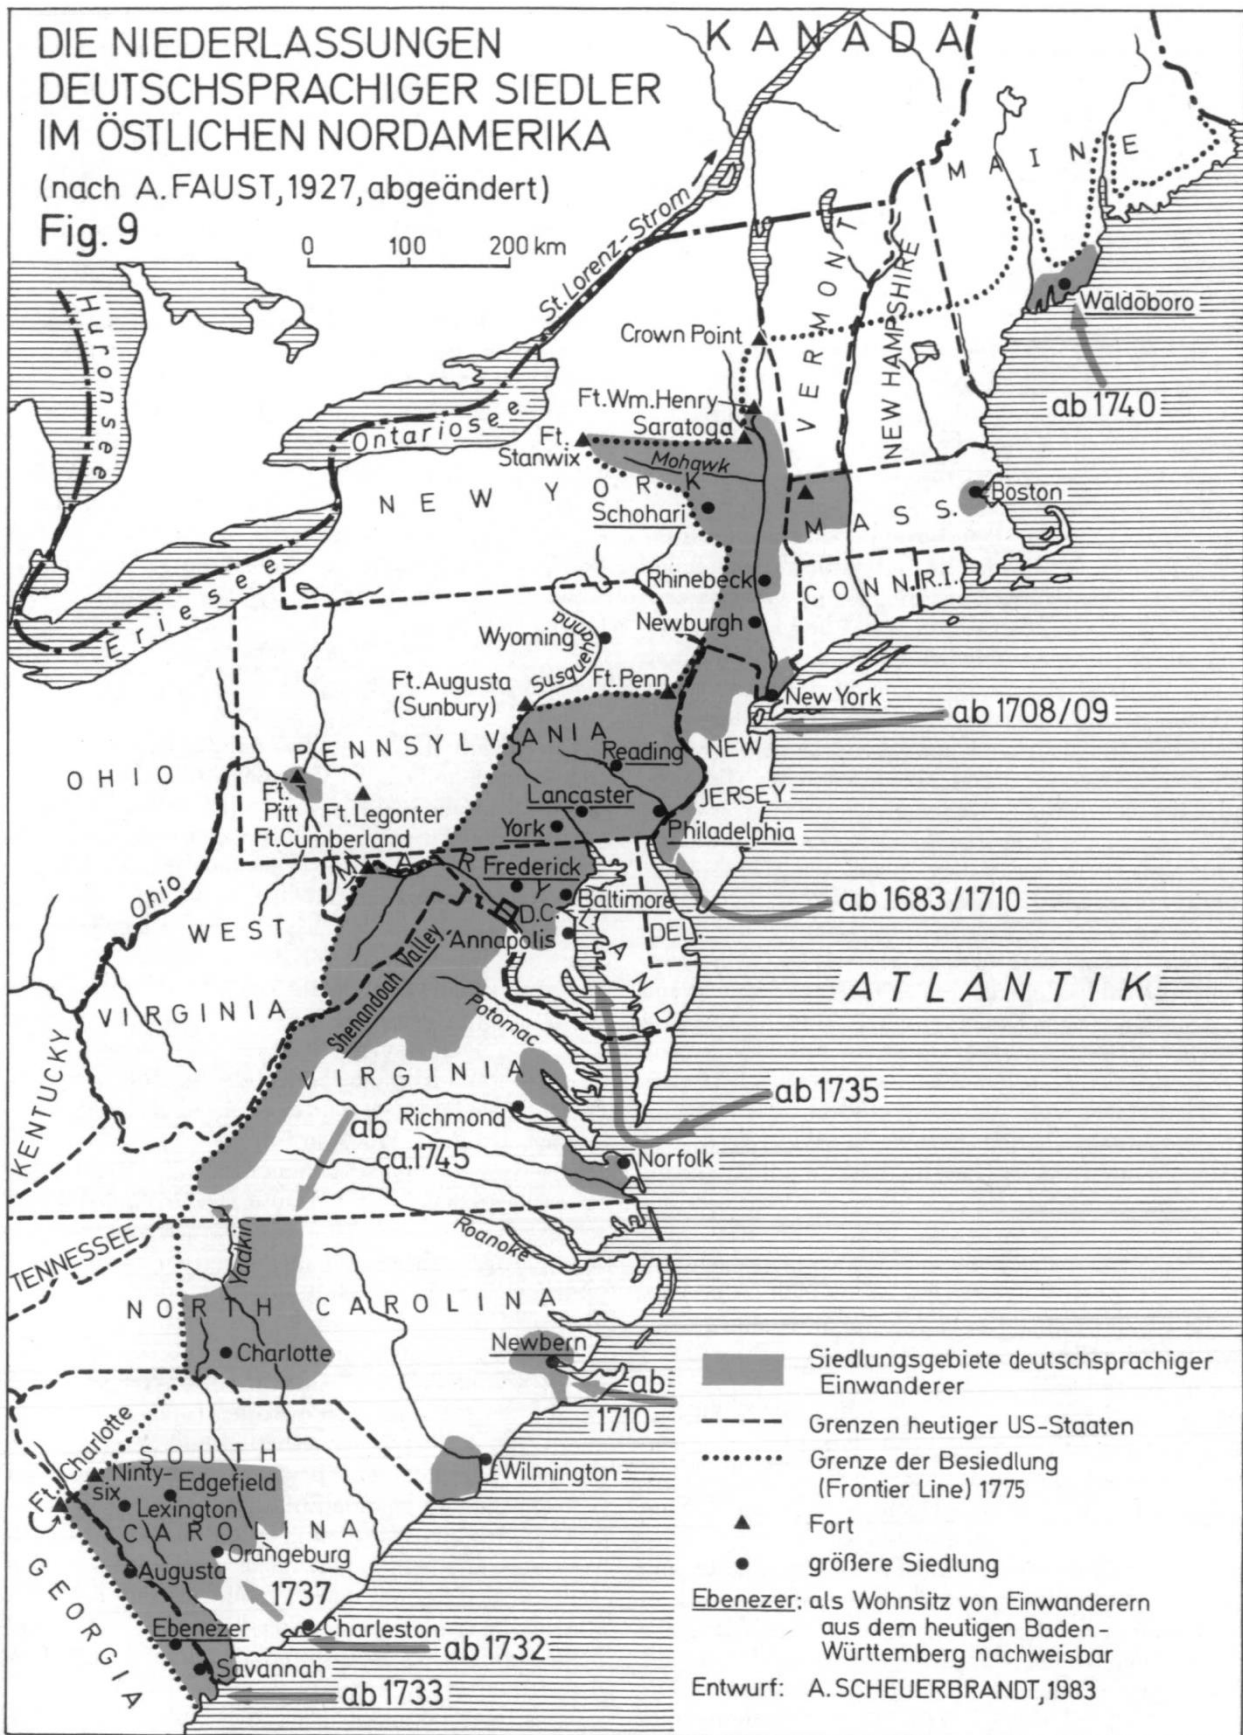 DIE NIEDERLASSUNGEN
DEUTSCHSPRACHIGER SIEDLER
IM ÖSTLICHEN NORDAMERIKA
(nach A. FAUST, 1927, abgeändert)
Fig. 9
0 100 200 km
KANADA
MAINE
St. Lorenz-Strom
Huronsee
Ontariosee
Eriesee
VERMONT
NEW HAMPSHIRE
Waldoboro
ab 1740
Crown Point
Ft. Wm. Henry
Saratoga
Ft.
Stanwix
Mohawk
NEW YORK
Schohari
MASS.
Boston
CONN.
R.I.
Rhinebeck
Newburgh
Wyoming
Susquehanna
Ft. Augusta
(Sunbury)
Ft. Penn
New York
ab 1708/09
PENNSYLVANIA
NEW
JERSEY
OHIO
Reading
Ft.
Pitt
Ft. Legonter
Lancaster
York
Philadelphia
Ft. Cumberland
MARYLAND
Frederick
Baltimore
D.C.
Annapolis
DEL.
ab 1683/1710
Ohio
WEST
VIRGINIA
Shenandoah Valley
Potomac
ATLANTIK
KENTUCKY
VIRGINIA
ab 1735
Richmond
ab
ca. 1745
Norfolk
TENNESSEE
Yadkin
Roanoke
NORTH CAROLINA
Charlotte
Newbern
ab
1710
SOUTH
CAROLINA
Ft. Charlotte
Ninty-
six
Edgefield
Lexington
Wilmington
Orangeburg
Augusta
1737
GEORGIA
Ebenezer
Charleston
ab 1732
Savannah
ab 1733
Siedlungsgebiete deutschsprachiger
Einwanderer
Grenzen heutiger US-Staaten
Grenze der Besiedlung
(Frontier Line) 1775
Fort
größere Siedlung
Ebenezer: als Wohnsitz von Einwanderern
aus dem heutigen Baden-
Württemberg nachweisbar
Entwurf: A. SCHEUERBRANDT, 1983